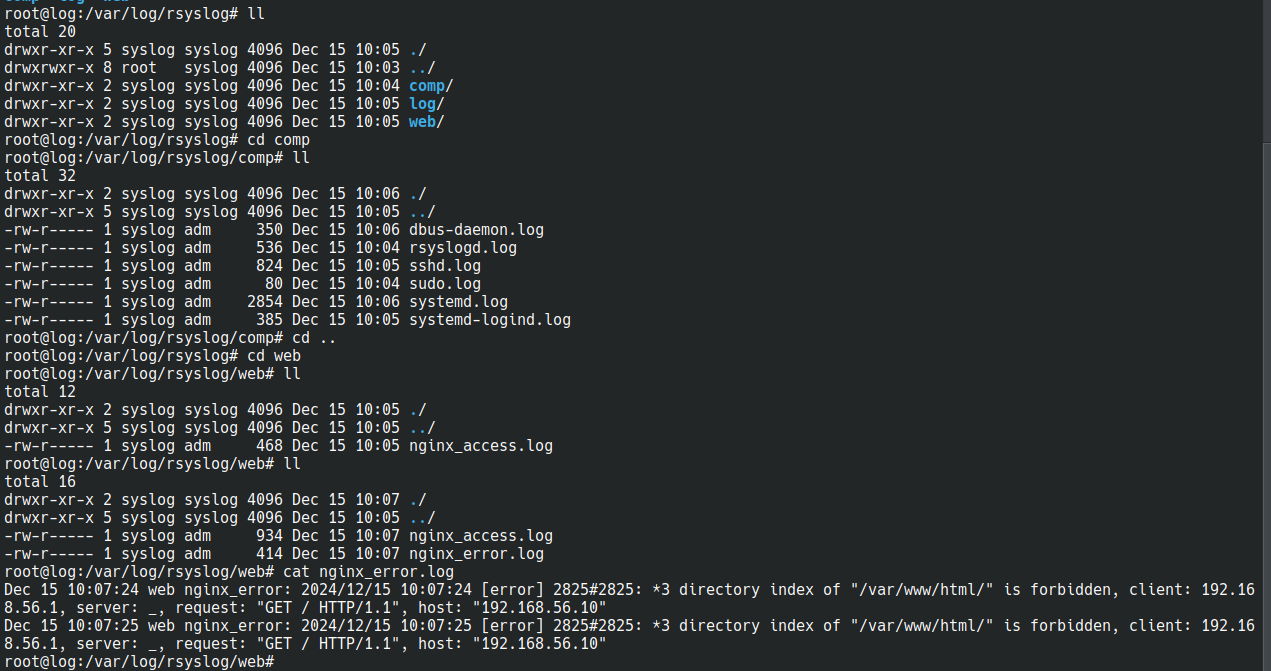 root@log:/var/log/rsyslog# ll
total 20
drwxr-xr-x 5 syslog syslog 4096 Dec 15 10:05 ./
drwxrwxr-x 8 root   syslog 4096 Dec 15 10:03 ../
drwxr-xr-x 2 syslog syslog 4096 Dec 15 10:04 comp/
drwxr-xr-x 2 syslog syslog 4096 Dec 15 10:05 log/
drwxr-xr-x 2 syslog syslog 4096 Dec 15 10:05 web/
root@log:/var/log/rsyslog# cd comp
root@log:/var/log/rsyslog/comp# ll
total 32
drwxr-xr-x 2 syslog syslog 4096 Dec 15 10:06 ./
drwxr-xr-x 5 syslog syslog 4096 Dec 15 10:05 ../
-rw-r----- 1 syslog adm     350 Dec 15 10:06 dbus-daemon.log
-rw-r----- 1 syslog adm     536 Dec 15 10:04 rsyslogd.log
-rw-r----- 1 syslog adm     824 Dec 15 10:05 sshd.log
-rw-r----- 1 syslog adm      80 Dec 15 10:04 sudo.log
-rw-r----- 1 syslog adm    2854 Dec 15 10:06 systemd.log
-rw-r----- 1 syslog adm     385 Dec 15 10:05 systemd-logind.log
root@log:/var/log/rsyslog/comp# cd ..
root@log:/var/log/rsyslog# cd web
root@log:/var/log/rsyslog/web# ll
total 12
drwxr-xr-x 2 syslog syslog 4096 Dec 15 10:05 ./
drwxr-xr-x 5 syslog syslog 4096 Dec 15 10:05 ../
-rw-r----- 1 syslog adm     468 Dec 15 10:05 nginx_access.log
root@log:/var/log/rsyslog/web# ll
total 16
drwxr-xr-x 2 syslog syslog 4096 Dec 15 10:07 ./
drwxr-xr-x 5 syslog syslog 4096 Dec 15 10:05 ../
-rw-r----- 1 syslog adm     934 Dec 15 10:07 nginx_access.log
-rw-r----- 1 syslog adm     414 Dec 15 10:07 nginx_error.log
root@log:/var/log/rsyslog/web# cat nginx_error.log
Dec 15 10:07:24 web nginx_error: 2024/12/15 10:07:24 [error] 2825#2825: *3 directory index of "/var/www/html/" is forbidden, client: 192.16
8.56.1, server: _, request: "GET / HTTP/1.1", host: "192.168.56.10"
Dec 15 10:07:25 web nginx_error: 2024/12/15 10:07:25 [error] 2825#2825: *3 directory index of "/var/www/html/" is forbidden, client: 192.16
8.56.1, server: _, request: "GET / HTTP/1.1", host: "192.168.56.10"
root@log:/var/log/rsyslog/web#